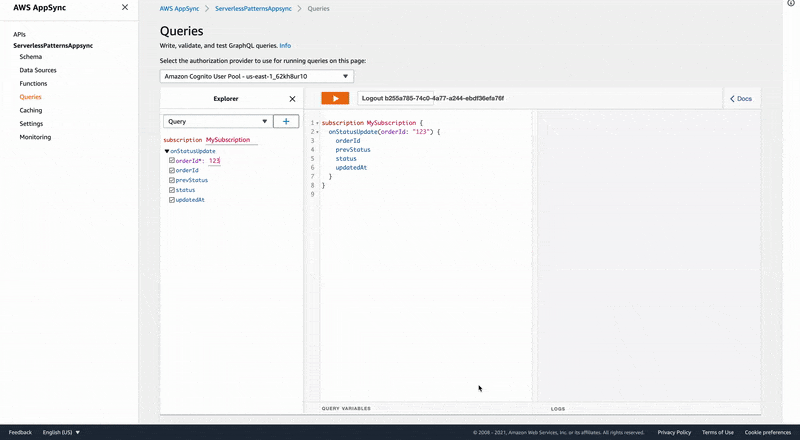 AWS AppSync
APIs
ServerlessPatternsAppsync
Schema
Data Sources
Functions
Queries
Caching
Settings
Monitoring
AWS AppSync > ServerlessPatternsAppsync > Queries
Queries
Write, validate, and test GraphQL queries. Info
Select the authorization provider to use for running queries on this page:
Amazon Cognito User Pool - us-east-1_62kh8ur10
Explorer
Query
subscription MySubscription
onStatusUpdate
orderId*: 123
orderId
prevStatus
status
updatedAt
Logout b255a785-74c0-4a77-a244-ebdf36efa76f
Docs
1 subscription MySubscription {
2 onStatusUpdate(orderId: "123") {
3 orderId
4 prevStatus
5 status
6 updatedAt
7 }
8 }
9
QUERY VARIABLES
LOGS
Feedback English (US) © 2008 - 2021, Amazon Web Services, Inc. or its affiliates. All rights reserved. Privacy Policy Terms of Use Cookie preferences